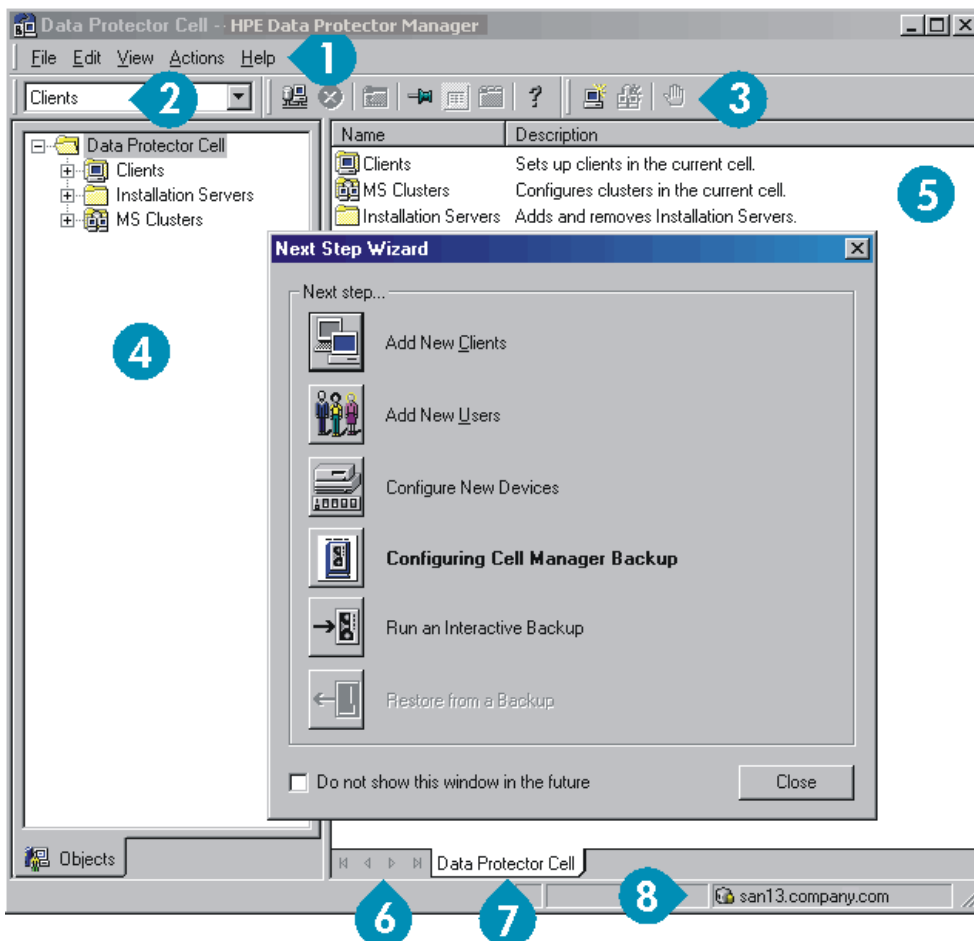 Data Protector Cell -- HPE Data Protector Manager
File Edit View Actions Help 1
Clients 2 ? 3
Data Protector Cell
Clients
Installation Servers
MS Clusters
4
Name Description
Clients Sets up clients in the current cell.
MS Clusters Configures clusters in the current cell.
Installation Servers Adds and removes Installation Servers.
5
Next Step Wizard
Next step...
Add New Clients
Add New Users
Configure New Devices
Configuring Cell Manager Backup
Run an Interactive Backup
Restore from a Backup
Do not show this window in the future Close
Objects
Data Protector Cell
san13.company.com
6 7 8